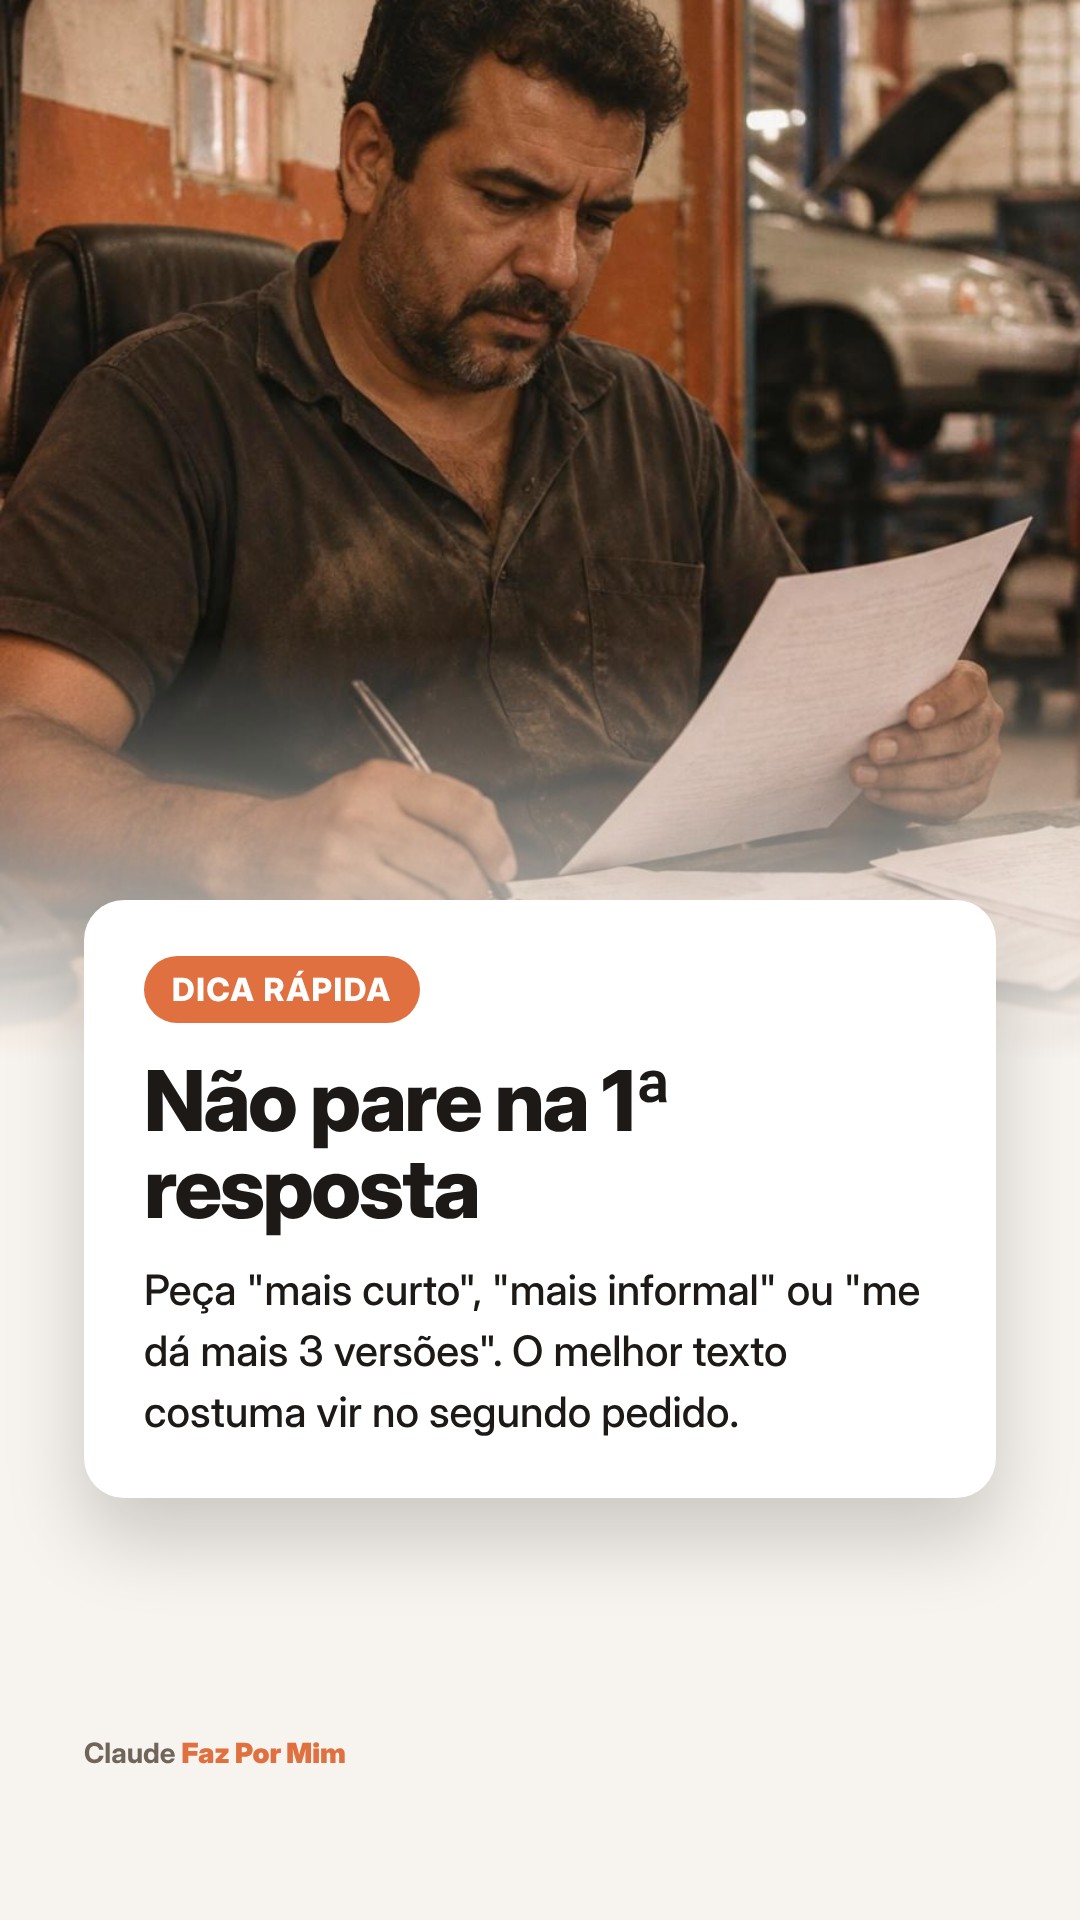 DICA RÁPIDA
Não pare na 1ª
resposta
Peça "mais curto", "mais informal" ou "me
dá mais 3 versões". O melhor texto
costuma vir no segundo pedido.
Claude Faz Por Mim